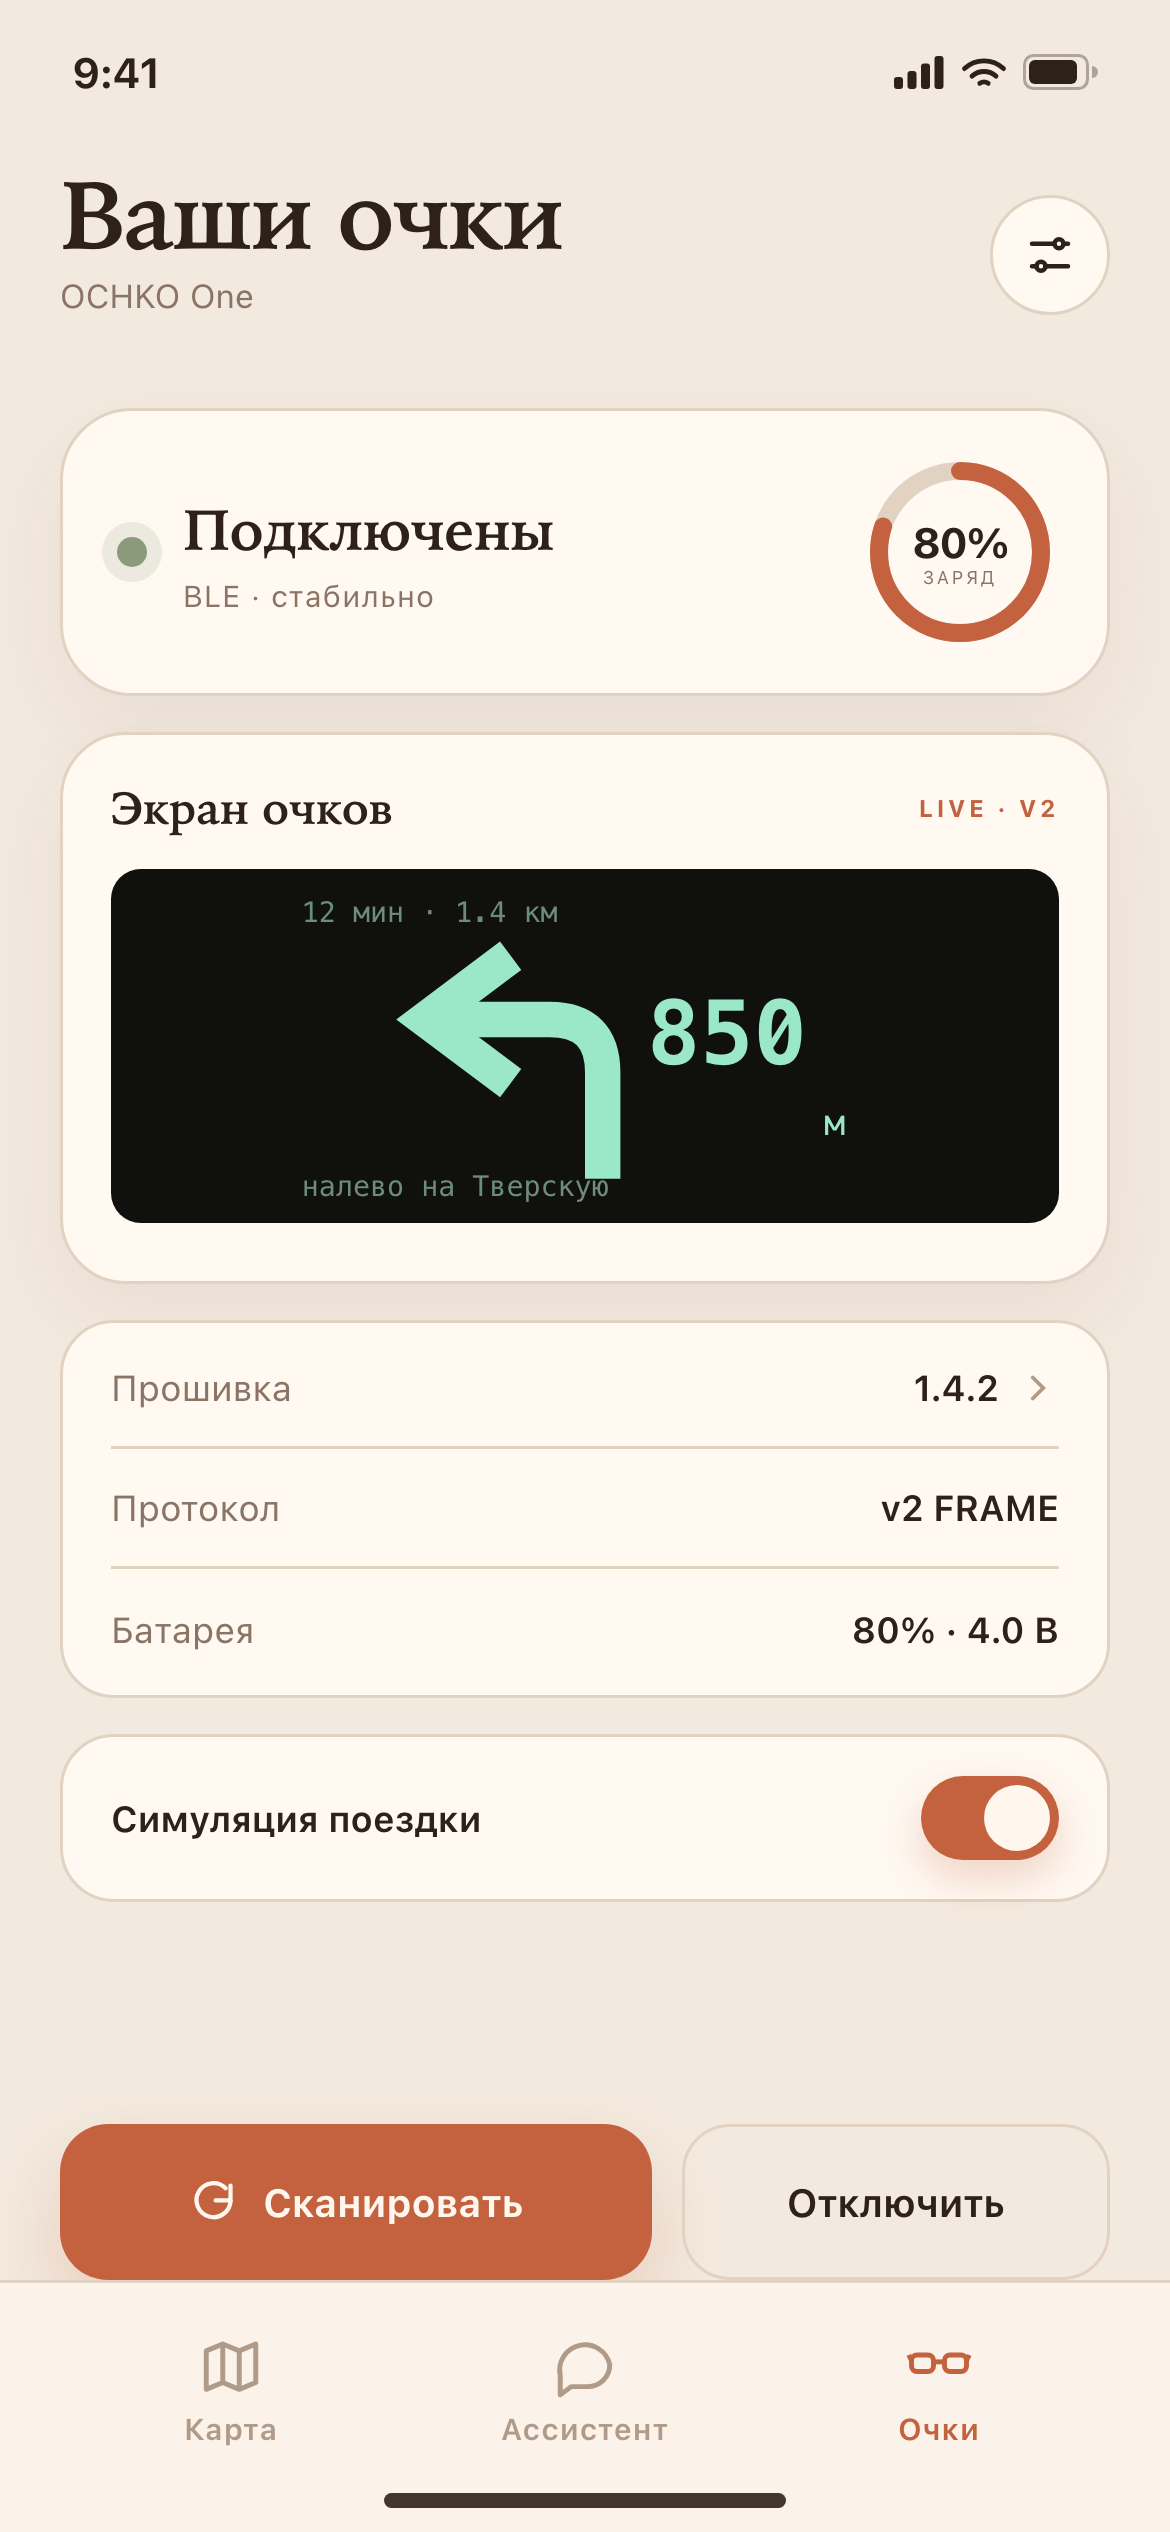 9:41
Ваши очки
OCHKO One
Подключены
BLE · стабильно
80%
ЗАРЯД
Экран очков
LIVE · V2
12 мин · 1.4 км
850
м
налево на Тверскую
Прошивка
1.4.2
Протокол
v2 FRAME
Батарея
80% · 4.0 В
Симуляция поездки
Сканировать
Отключить
Карта
Ассистент
Очки